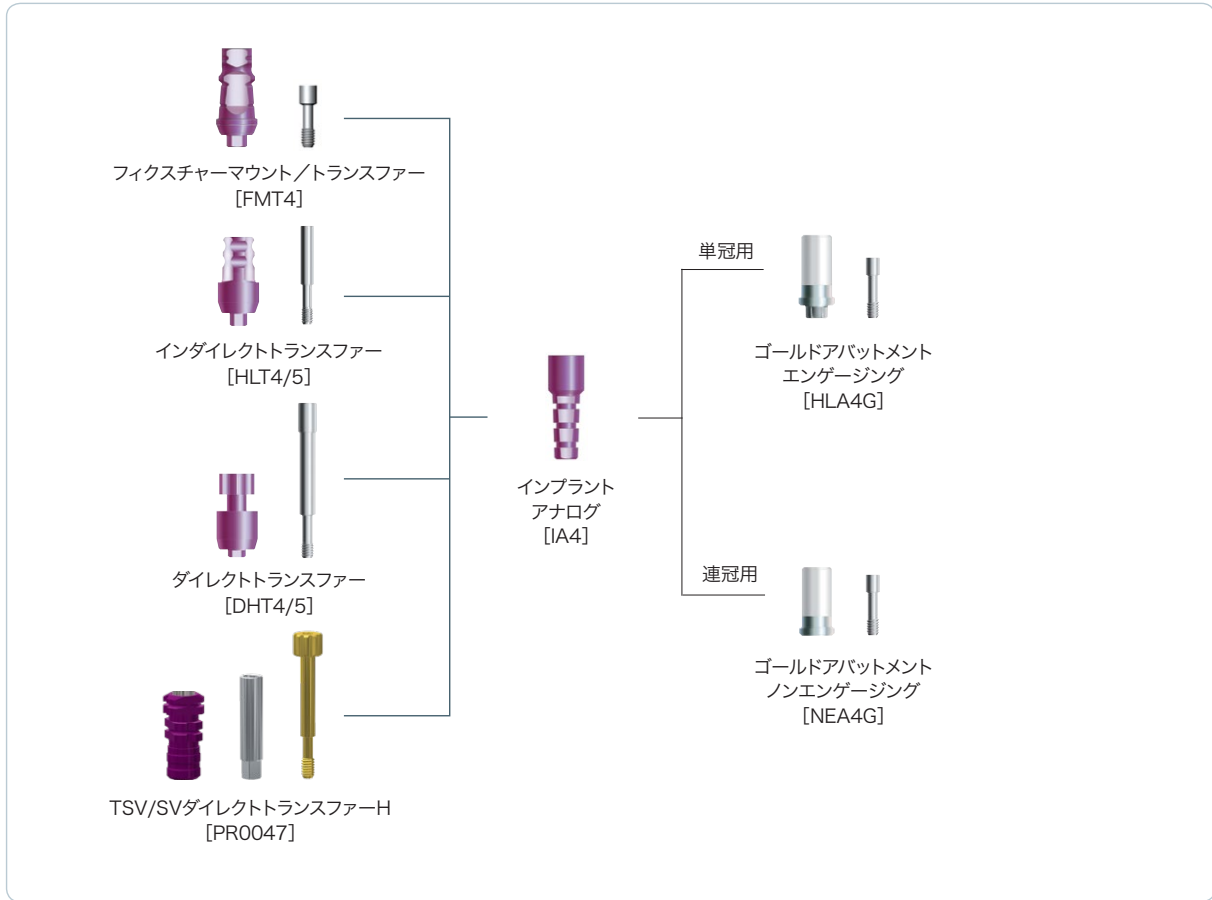 フィクスチャーマウント／トランスファー
[FMT4]
インダイレクトトランスファー
[HLT4/5]
ダイレクトトランスファー
[DHT4/5]
TSV/SVダイレクトトランスファーH
[PR0047]
インプラント
アナログ
[IA4]
単冠用
ゴールドアバットメント
エンゲージング
[HLA4G]
連冠用
ゴールドアバットメント
ノンエンゲージング
[NEA4G]